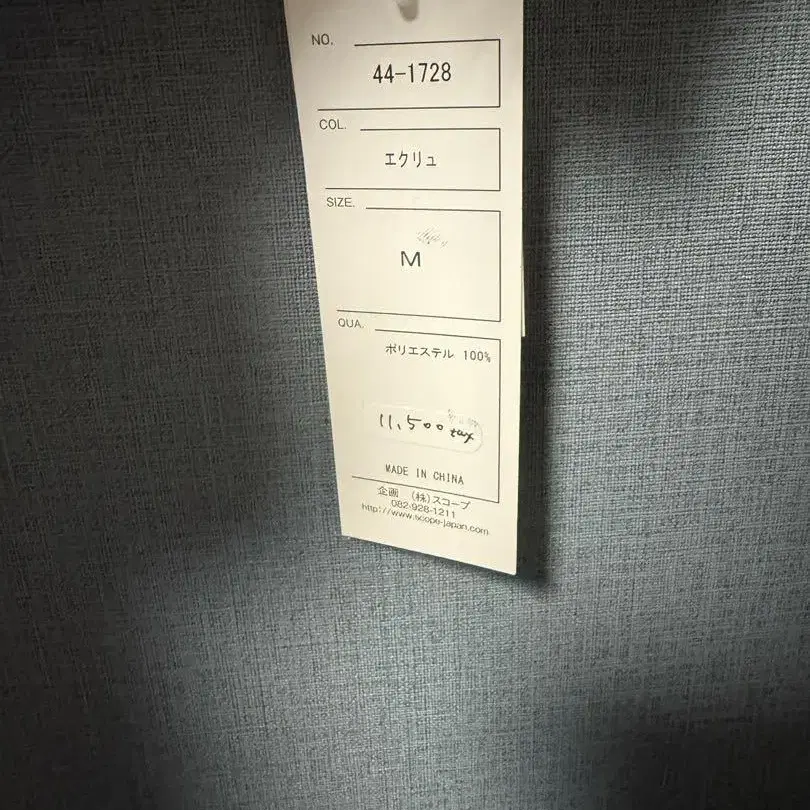 NO.
44-1728
COL.
エクリュ
SIZE.
M
QUA.
ポリエステル 100%
11,500 tax
MADE IN CHINA
企画 (株)スコープ
082-928-1211
http://www.scope-japan.com